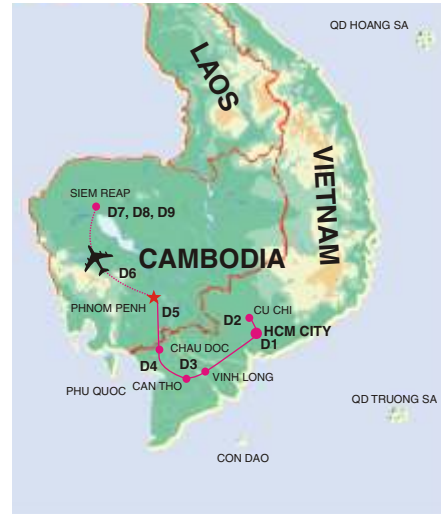 QD HOANG SA
LAOS
VIETNAM
SIEM REAP
D7, D8, D9
CAMBODIA
D6
PHNOM PENH
D5
CU CHI
D2
HCM CITY
D1
CHAU DOC
D4
D3
VINH LONG
CAN THO
PHU QUOC
QD TRUONG SA
CON DAO